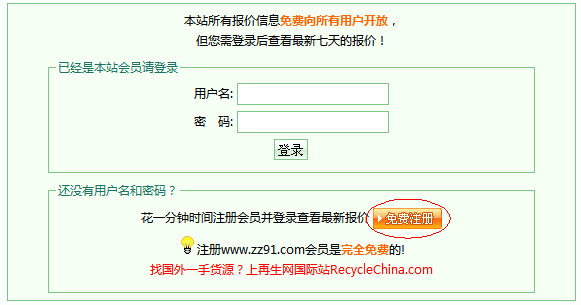 本站所有报价信息免费向所有用户开放，
但您需登录后查看最新七天的报价！
已经是本站会员请登录
用户名:
密 码:
登录
还没有用户名和密码？
花一分钟时间注册会员并登录查看最新报价 免费注册
注册www.zz91.com会员是完全免费的!
找国外一手货源？上再生网国际站RecycleChina.com